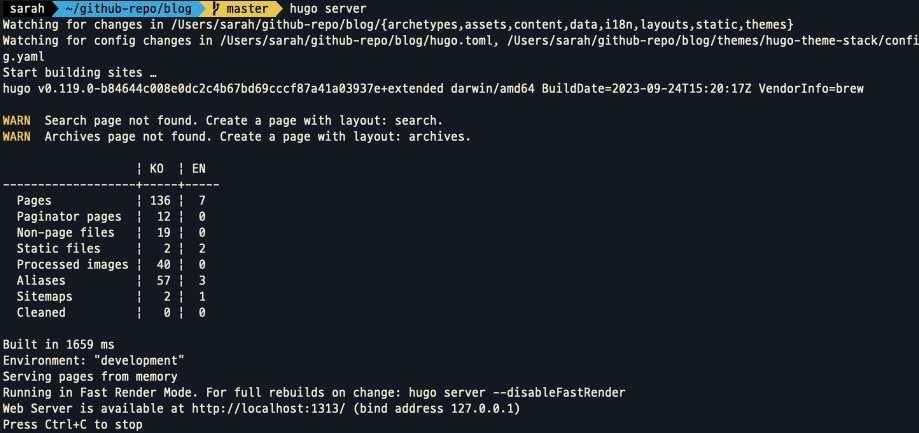 sarah ~/github-repo/blog master hugo server
Watching for changes in /Users/sarah/github-repo/blog/{archetypes,assets,content,data,i18n,layouts,static,themes}
Watching for config changes in /Users/sarah/github-repo/blog/hugo.toml, /Users/sarah/github-repo/blog/themes/hugo-theme-stack/confi
g.yaml
Start building sites …
hugo v0.119.0-b84644c008e0dc2c4b67bd69cccf87a41a03937e+extended darwin/amd64 BuildDate=2023-09-24T15:20:17Z VendorInfo=brew
WARN  Search page not found. Create a page with layout: search.
WARN  Archives page not found. Create a page with layout: archives.
                   | KO  | EN
-------------------+-----+-----
  Pages            | 136 |  7
  Paginator pages  |  12 |  0
  Non-page files   |  19 |  0
  Static files     |   2 |  2
  Processed images |  40 |  0
  Aliases          |  57 |  3
  Sitemaps         |   2 |  1
  Cleaned          |   0 |  0
Built in 1659 ms
Environment: "development"
Serving pages from memory
Running in Fast Render Mode. For full rebuilds on change: hugo server --disableFastRender
Web Server is available at http://localhost:1313/ (bind address 127.0.0.1)
Press Ctrl+C to stop